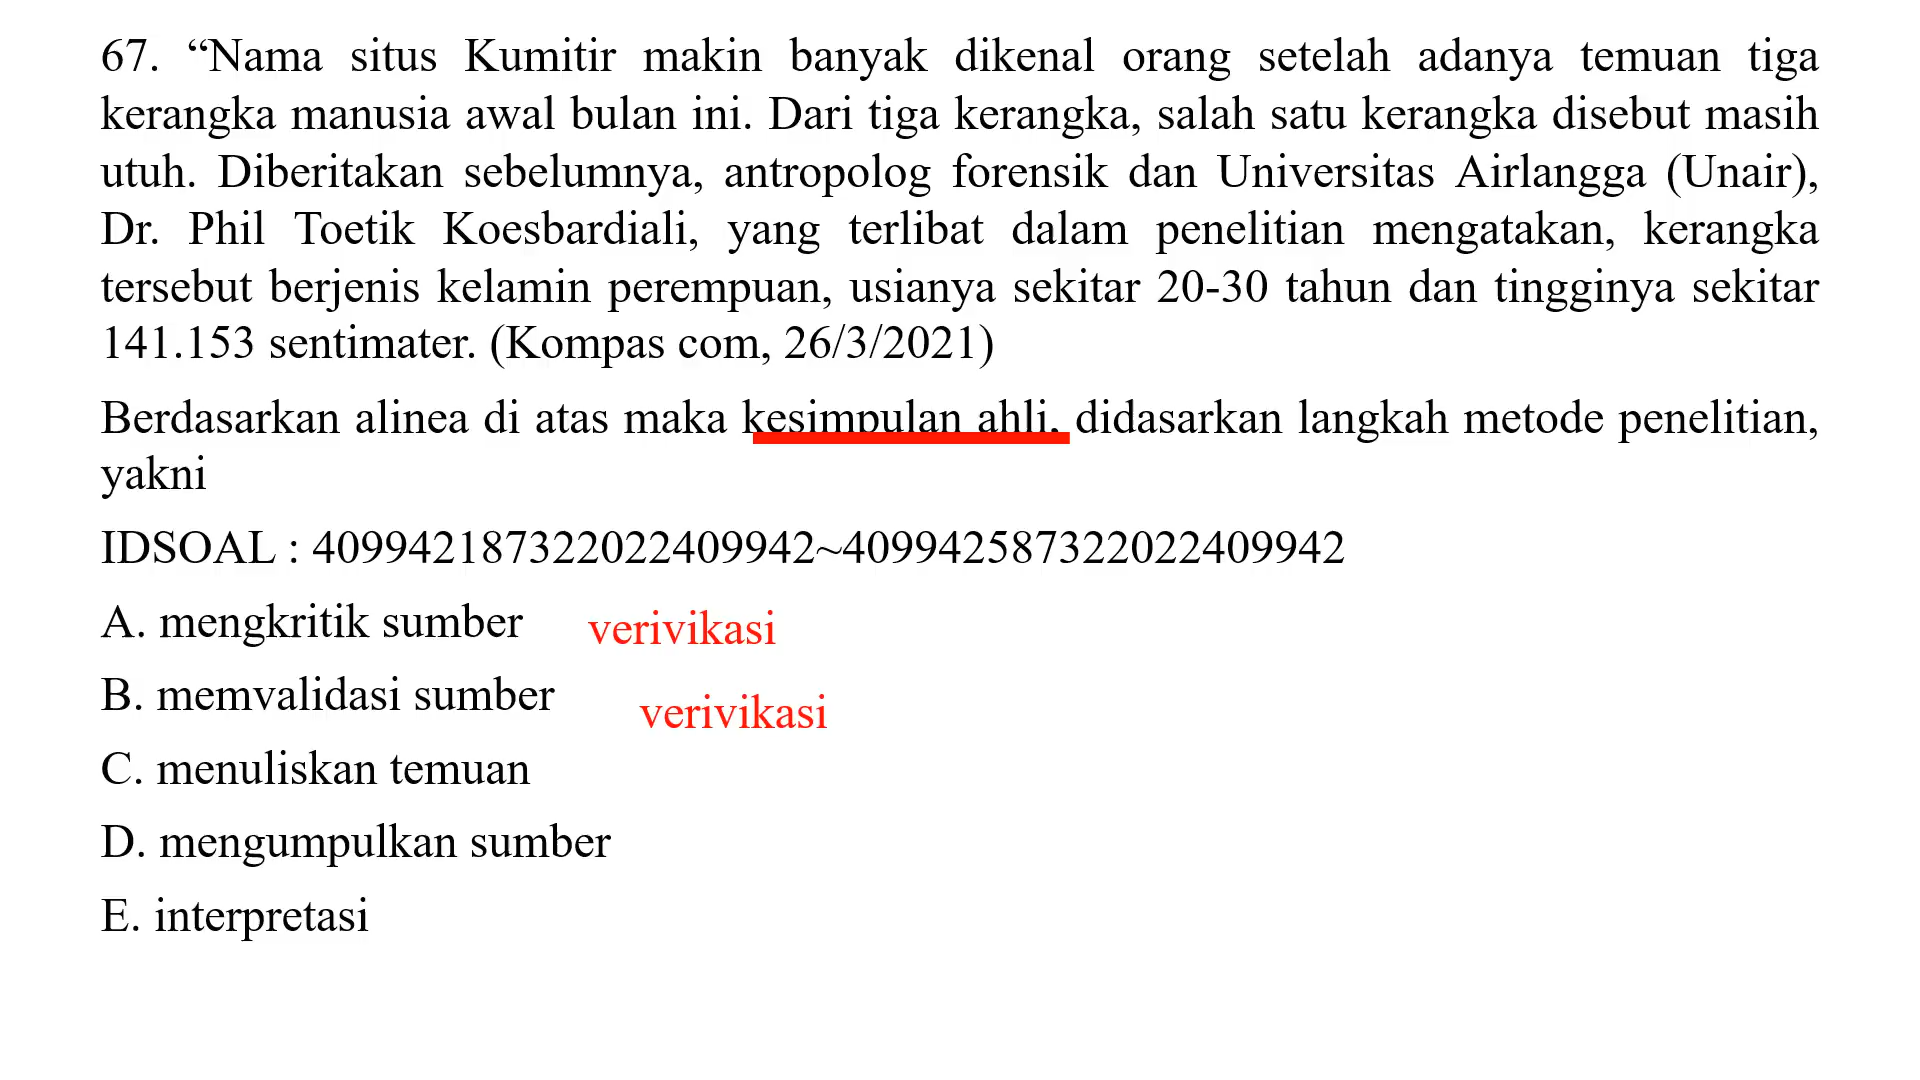 67. “Nama situs Kumitir makin banyak dikenal orang setelah adanya temuan tiga
kerangka manusia awal bulan ini. Dari tiga kerangka, salah satu kerangka disebut masih
utuh. Diberitakan sebelumnya, antropolog forensik dan Universitas Airlangga (Unair),
Dr. Phil Toetik Koesbardiali, yang terlibat dalam penelitian mengatakan, kerangka
tersebut berjenis kelamin perempuan, usianya sekitar 20-30 tahun dan tingginya sekitar
141.153 sentimater. (Kompas com, 26/3/2021)
Berdasarkan alinea di atas maka kesimpulan ahli, didasarkan langkah metode penelitian,
yakni
IDSOAL : 409942187322022409942~409942587322022409942
A. mengkritik sumber verivikasi
B. memvalidasi sumber verivikasi
C. menuliskan temuan
D. mengumpulkan sumber
E. interpretasi